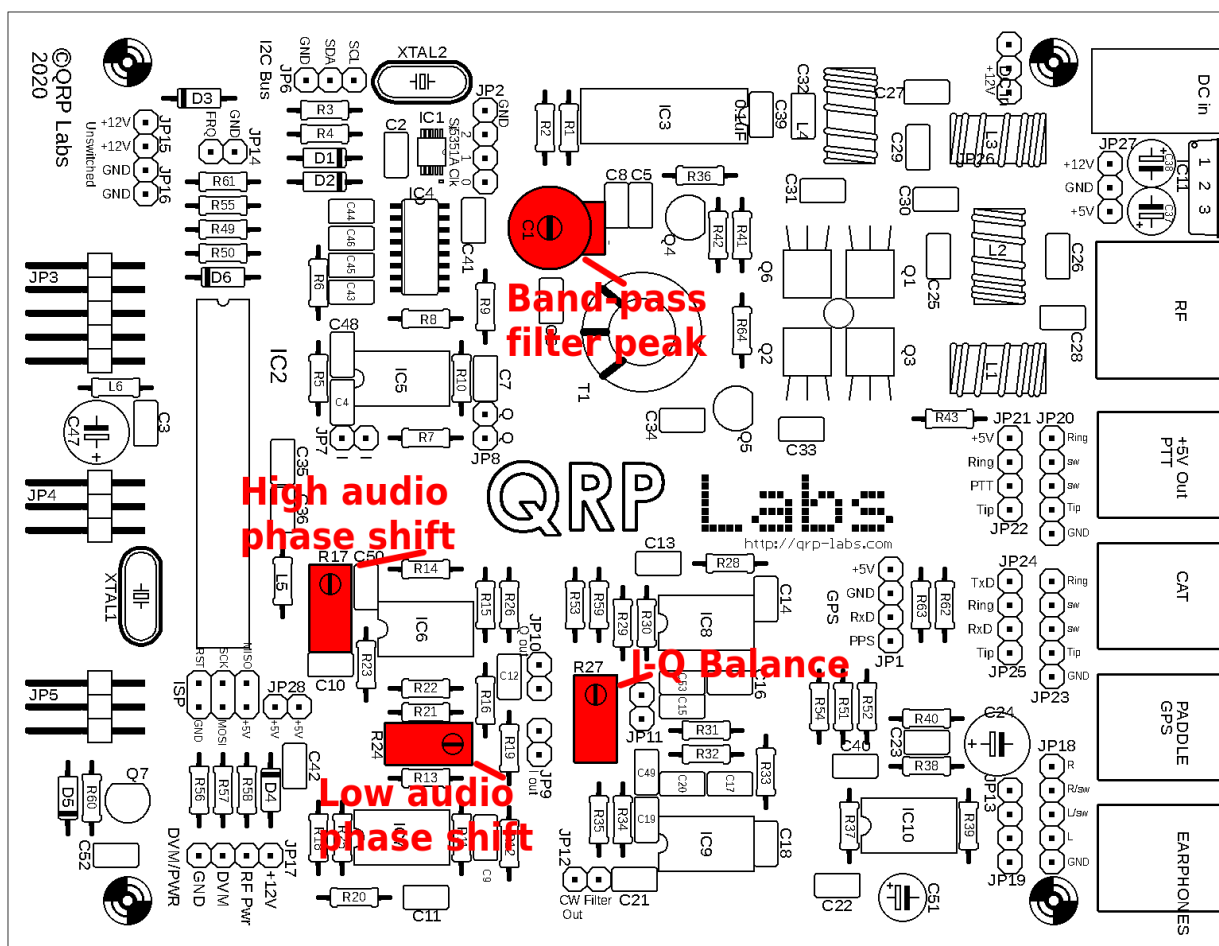 ©QRP Labs
2020
I2C Bus
JP6
GND
SDA
SCL
XTAL2
JP2
GND
2
1
0
Si5351A Clk
IC1
C2
R3
R4
D1
D2
D3
FRQ
GND
JP14
+12V
+12V
GND
GND
JP15
JP16
Unswitched
R61
R55
R49
R50
D6
R2
R1
IC3
0.1uF
C39
L4
C32
C27
C29
L3
JP26
DC in
+12V
DC in
JP27
+12V
GND
+5V
C38
C37
IC11
1
2
3
C8
C5
R36
C31
C30
C1
Q4
R42
R41
IC4
C44
C46
C45
C43
C41
R6
R9
R8
Q6
Q1
C25
L2
C26
C28
RF
Band-pass
filter peak
JP3
C48
R5
C4
IC5
R10
C7
Q
Q
JP7
I
I
R7
JP8
IC2
T1
R64
Q2
Q3
L1
C34
Q5
C33
R43
L6
C47
C3
C35
C36
JP4
High audio
phase shift
QRP
Labs
http://qrp-labs.com
JP21
+5V
Ring
PTT
Tip
JP22
JP20
Ring
sw
sw
Tip
GND
+5V Out
PTT
XTAL1
L5
R17
C50
R14
IC6
R15
R26
JP10
Q out
C10
R23
C12
C13
R28
R53
R59
R29
R30
IC8
C14
+5V
GND
RxD
PPS
GPS
JP1
R63
R62
JP24
TxD
Ring
RxD
Tip
JP25
Ring
sw
sw
Tip
GND
JP23
CAT
I-Q Balance
R27
C53
C15
C16
JP11
R31
R32
R54
R51
R52
R40
C23
R38
C24
C40
JP5
RST
SCK
MISO
ISP
GND
MOSI
+5V
JP28
+5V
+5V
R22
R21
R24
R13
R16
R19
JP9
I out
C42
Low audio
phase shift
PADDLE
GPS
D5
R60
Q7
C52
R56
R57
R58
D4
DVM/PWR
GND
DVM
RF Pwr
+12V
JP17
R18
R12
C9
R20
C11
C49
C20
C17
R33
R35
R34
C19
IC9
C18
JP12
CW Filter
Out
C21
R37
IC10
R39
C22
C51
JP13
JP19
JP18
R
R/sw
L/sw
L
GND
EARPHONES